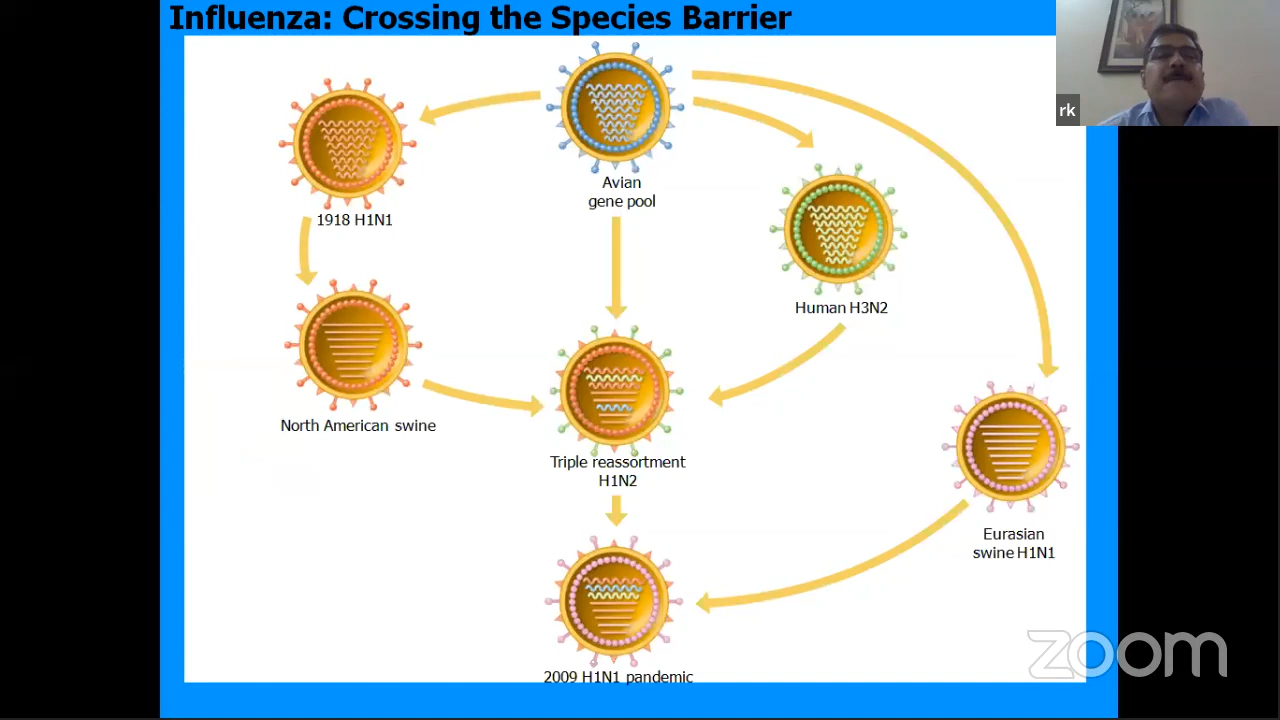 Influenza: Crossing the Species Barrier
rk
Avian
gene pool
1918 H1N1
Human H3N2
North American swine
Triple reassortment
H1N2
Eurasian
swine H1N1
2009 H1N1 pandemic
zoom